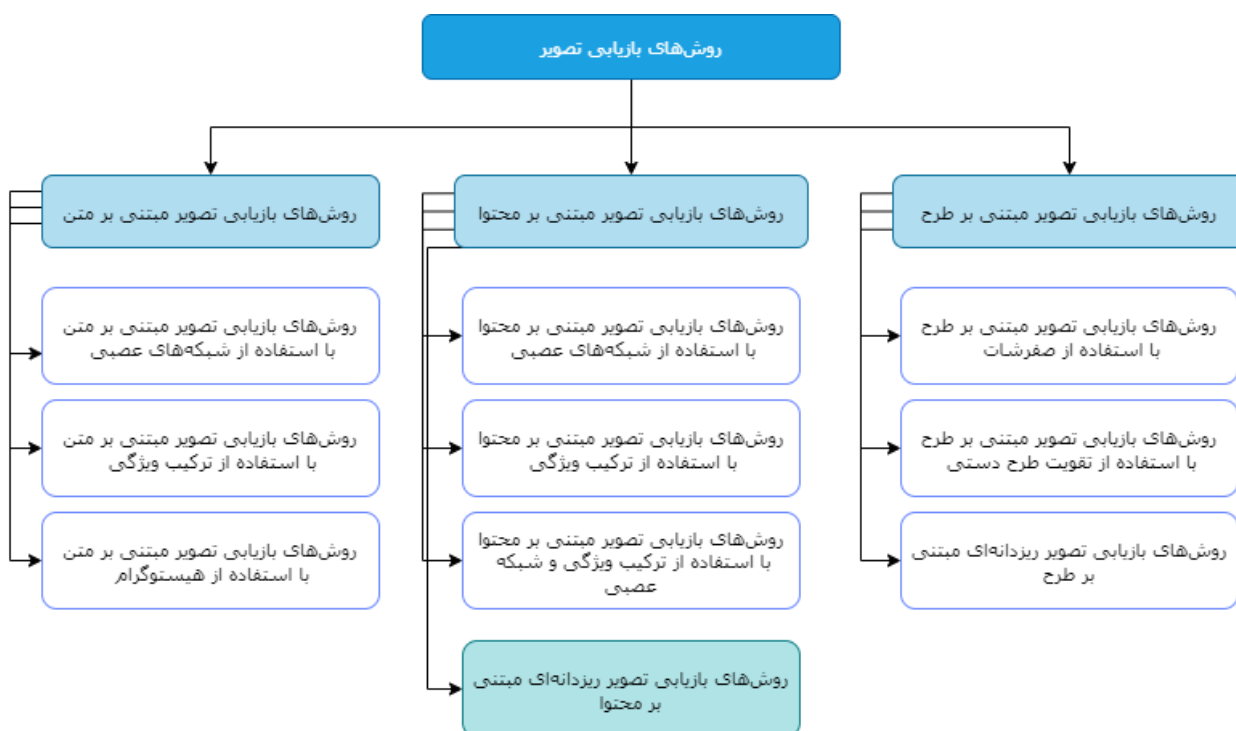 روش‌های بازیابی تصویر
روش‌های بازیابی تصویر مبتنی بر طرح
روش‌های بازیابی تصویر مبتنی بر طرح
با استفاده از صفرشات
روش‌های بازیابی تصویر مبتنی بر طرح
با استفاده از تقویت طرح دستی
روش‌های بازیابی تصویر ریزدانه‌ای مبتنی
بر طرح
روش‌های بازیابی تصویر مبتنی بر محتوا
روش‌های بازیابی تصویر مبتنی بر محتوا
با استفاده از شبکه‌های عصبی
روش‌های بازیابی تصویر مبتنی بر محتوا
با استفاده از ترکیب ویژگی
روش‌های بازیابی تصویر مبتنی بر محتوا
با استفاده از ترکیب ویژگی و شبکه
عصبی
روش‌های بازیابی تصویر ریزدانه‌ای مبتنی
بر محتوا
روش‌های بازیابی تصویر مبتنی بر متن
روش‌های بازیابی تصویر مبتنی بر متن
با استفاده از شبکه‌های عصبی
روش‌های بازیابی تصویر مبتنی بر متن
با استفاده از ترکیب ویژگی
روش‌های بازیابی تصویر مبتنی بر متن
با استفاده از هیستوگرام